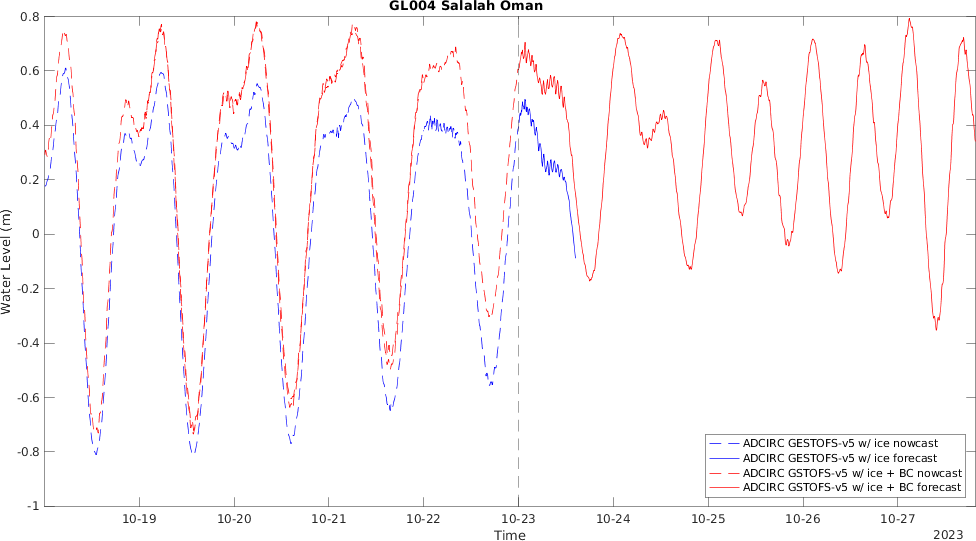 GL004 Salalah Oman
0.8
0.6
0.4
0.2
0
-0.2
-0.4
-0.6
-0.8
-1
Water Level (m)
ADCIRC GESTOFS-v5 w/ ice nowcast
ADCIRC GESTOFS-v5 w/ ice forecast
ADCIRC GSTOFS-v5 w/ ice + BC nowcast
ADCIRC GSTOFS-v5 w/ ice + BC forecast
10-19 10-20 10-21 10-22 10-23 10-24 10-25 10-26 10-27
Time
2023